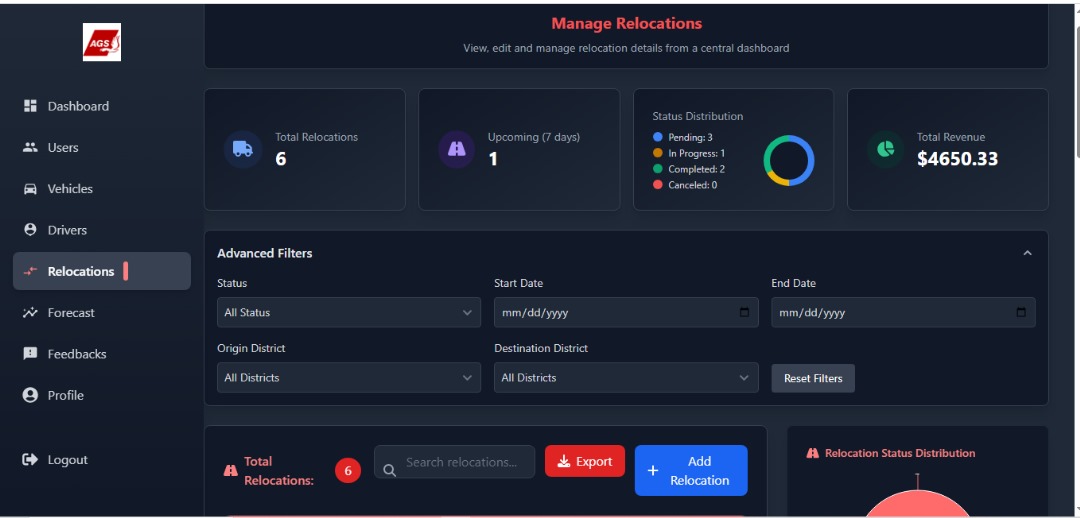 AGS
Dashboard
Users
Vehicles
Drivers
Relocations
Forecast
Feedbacks
Profile
Logout
Manage Relocations
View, edit and manage relocation details from a central dashboard
Total Relocations
6
Upcoming (7 days)
1
Status Distribution
Pending: 3
In Progress: 1
Completed: 2
Canceled: 0
Total Revenue
$4650.33
Advanced Filters
Status
All Status
Start Date
mm/dd/yyyy
End Date
mm/dd/yyyy
Origin District
All Districts
Destination District
All Districts
Reset Filters
Total
Relocations:
6
Search relocations...
Export
Add
Relocation
Relocation Status Distribution